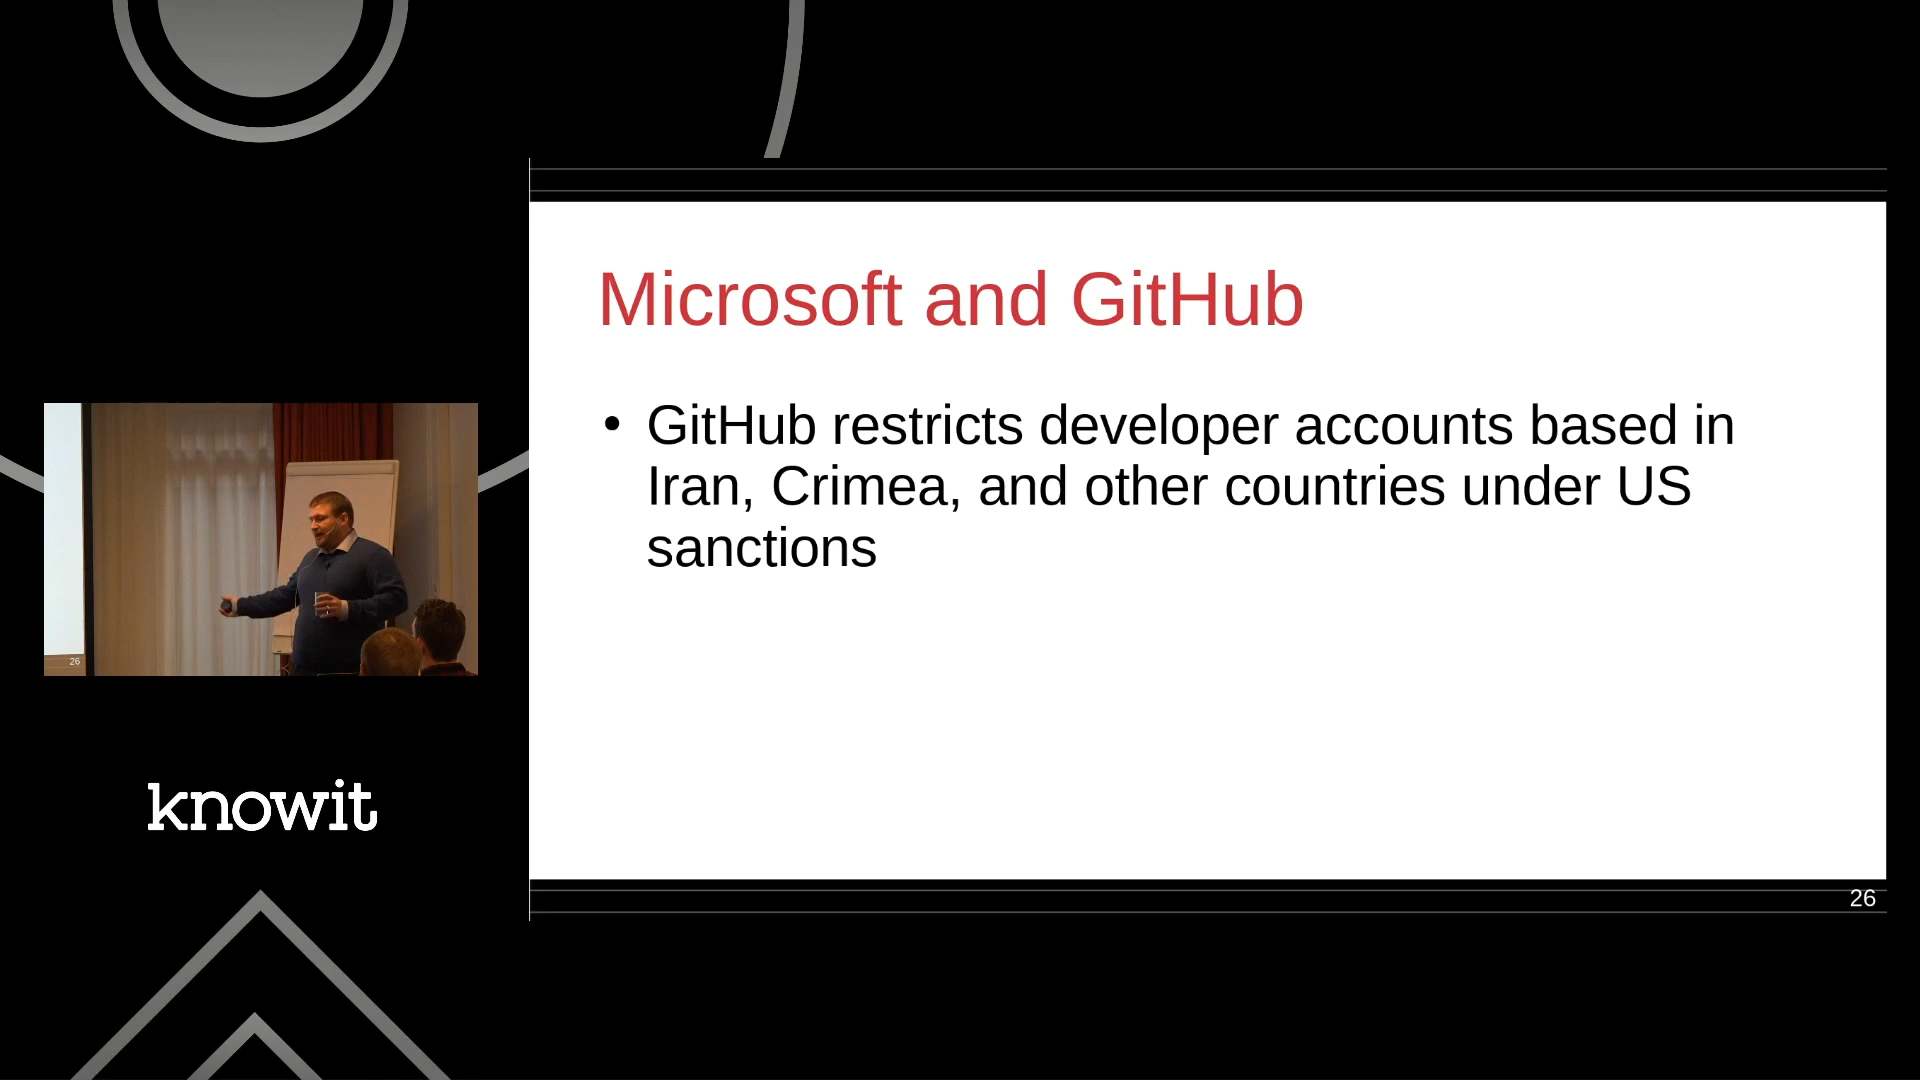 Microsoft and GitHub
• GitHub restricts developer accounts based in
Iran, Crimea, and other countries under US
sanctions
26
knowit
26